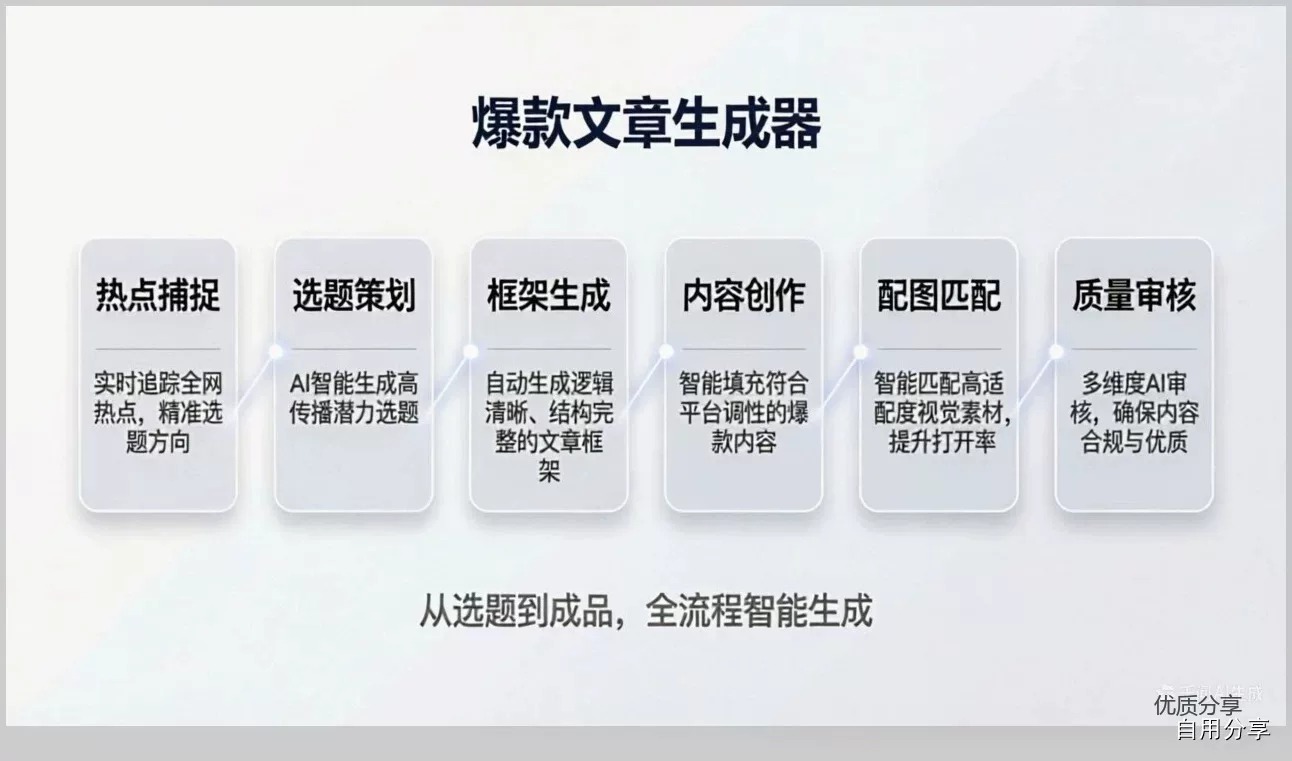 爆款文章生成器
热点捕捉
实时追踪全网
热点，精准选
题方向
选题策划
AI智能生成高
传播潜力选题
框架生成
自动生成逻辑
清晰、结构完
整的文章框
架
内容创作
智能填充符合
平台调性的爆
款内容
配图匹配
智能匹配高适
配度视觉素材，
提升打开率
质量审核
多维度AI审
核，确保内容
合规与优质
从选题到成品，全流程智能生成
优质分享
自用分享